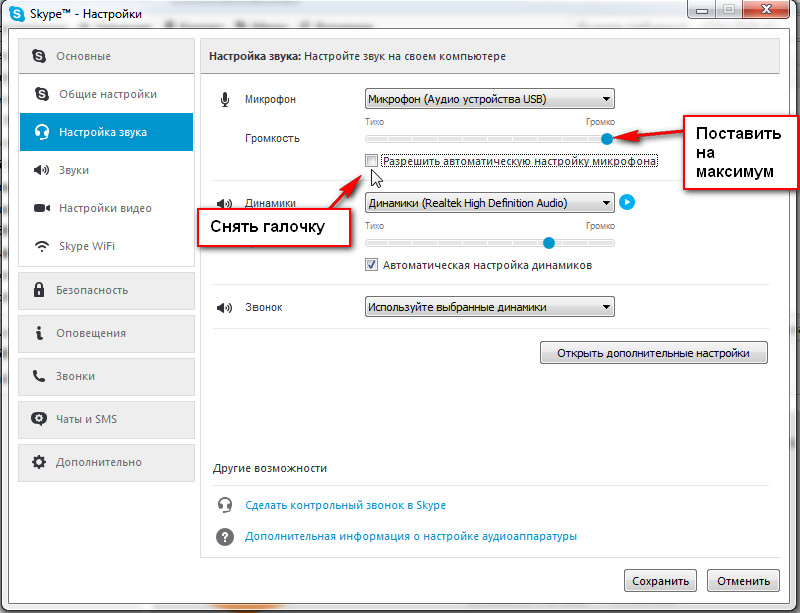 Skype™ - Настройки
Основные
Общие настройки
Настройка звука
Звуки
Настройки видео
Skype WiFi
Безопасность
Оповещения
Звонки
Чаты и SMS
Дополнительно
Настройка звука: Настройте звук на своем компьютере
Микрофон
Микрофон (Аудио устройства USB)
Тихо
Громко
Громкость
Поставить
на
максимум
Разрешить автоматическую настройку микрофона
Снять галочку
Динамики
Динамики (Realtek High Definition Audio)
Тихо
Громко
Автоматическая настройка динамиков
Звонок
Используйте выбранные динамики
Открыть дополнительные настройки
Другие возможности
Сделать контрольный звонок в Skype
Дополнительная информация о настройке аудиоаппаратуры
Сохранить
Отменить